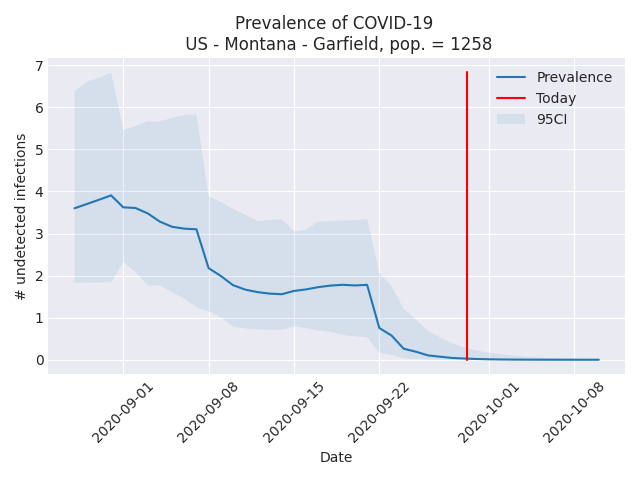 Prevalence of COVID-19
US - Montana - Garfield, pop. = 1258
# undetected infections
7
6
5
4
3
2
1
0
Prevalence
Today
95CI
2020-09-01
2020-09-08
2020-09-15
2020-09-22
2020-10-01
2020-10-08
Date